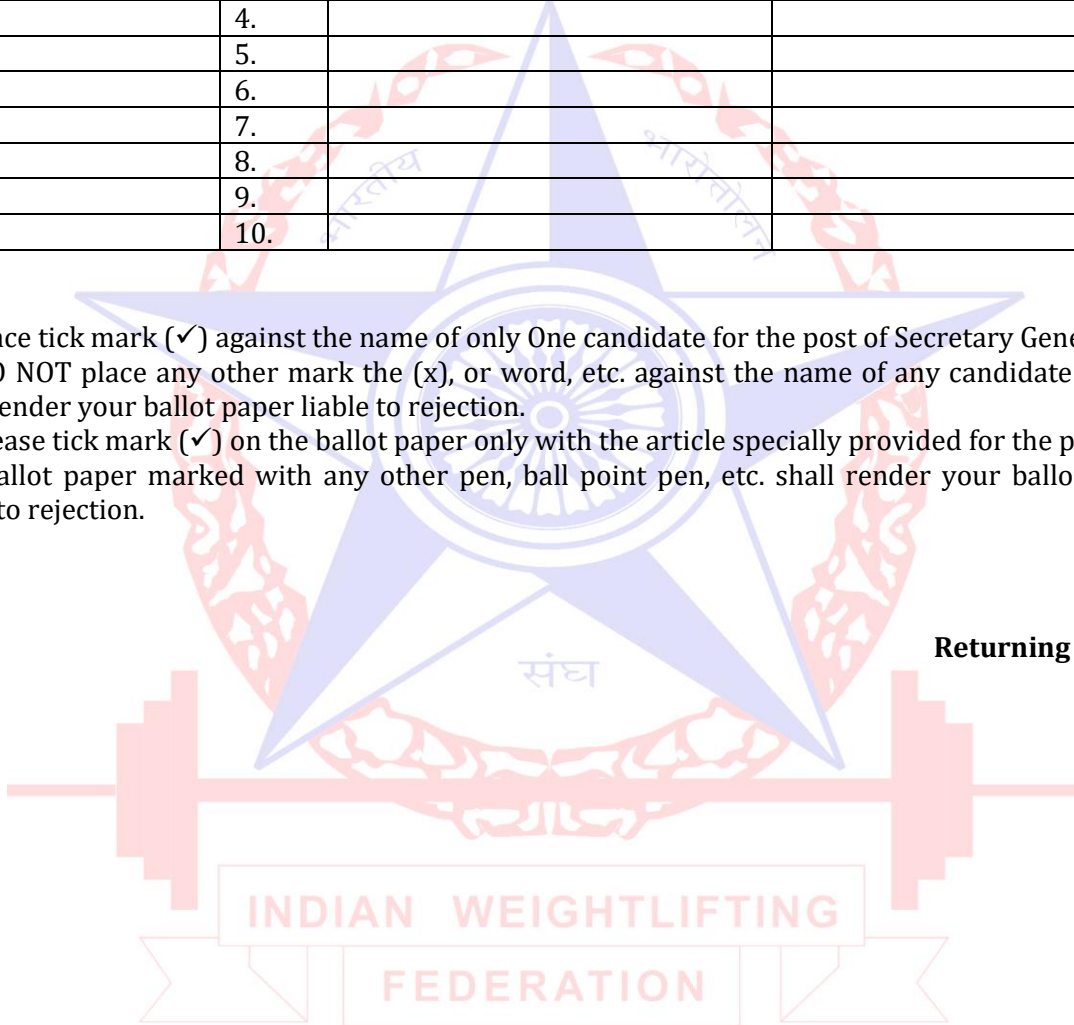 4.
5.
6.
7.
8.
9.
10.
भारतीय
भारोत्तोलन
nce tick mark (✓) against the name of only One candidate for the post of Secretary Gene
O NOT place any other mark the (x), or word, etc. against the name of any candidate
ender your ballot paper liable to rejection.
ease tick mark (✓) on the ballot paper only with the article specially provided for the p
allot paper marked with any other pen, ball point pen, etc. shall render your ballo
to rejection.
Returning
संघ
INDIAN WEIGHTLIFTING
FEDERATION